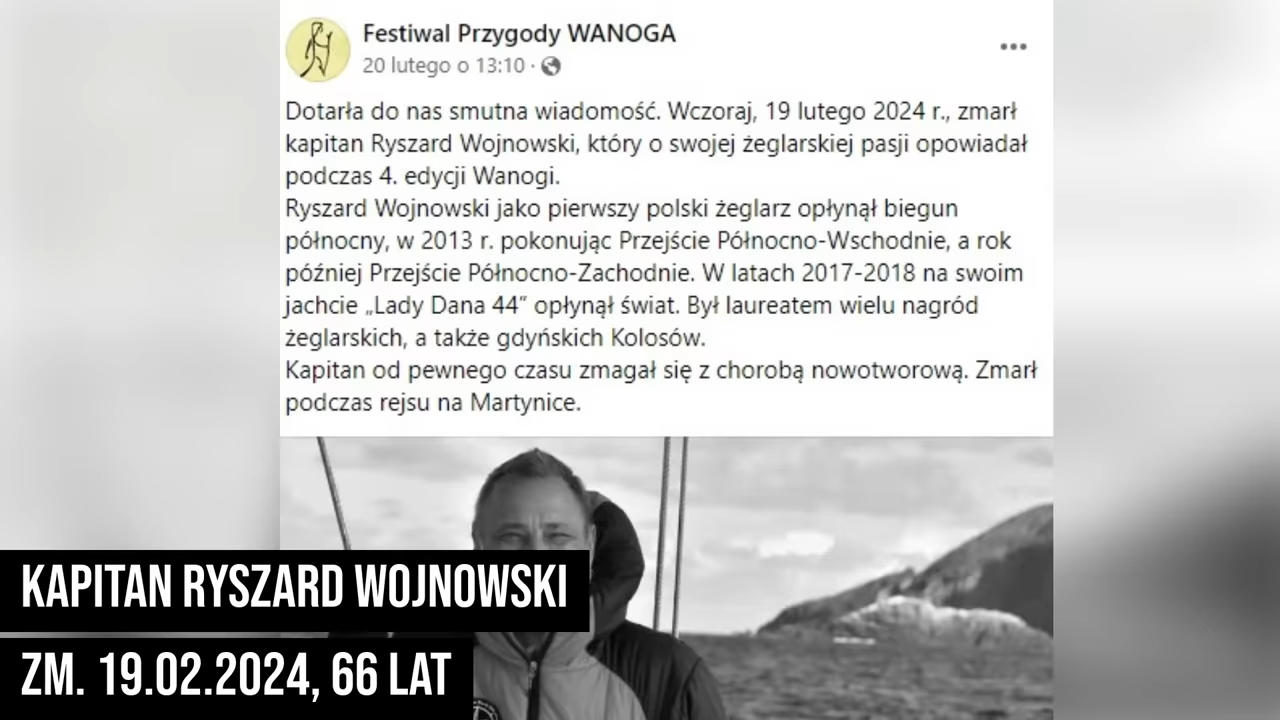 Festiwal Przygody WANOGA
20 lutego o 13:10 ·
Dotarła do nas smutna wiadomość. Wczoraj, 19 lutego 2024 r., zmarł
kapitan Ryszard Wojnowski, który o swojej żeglarskiej pasji opowiadał
podczas 4. edycji Wanogi.
Ryszard Wojnowski jako pierwszy polski żeglarz opłynął biegun
północny, w 2013 r. pokonując Przejście Północno-Wschodnie, a rok
później Przejście Północno-Zachodnie. W latach 2017-2018 na swoim
jachcie „Lady Dana 44” opłynął świat. Był laureatem wielu nagród
żeglarskich, a także gdyńskich Kolosów.
Kapitan od pewnego czasu zmagał się z chorobą nowotworową. Zmarł
podczas rejsu na Martynice.
KAPITAN RYSZARD WOJNOWSKI
ZM. 19.02.2024, 66 LAT